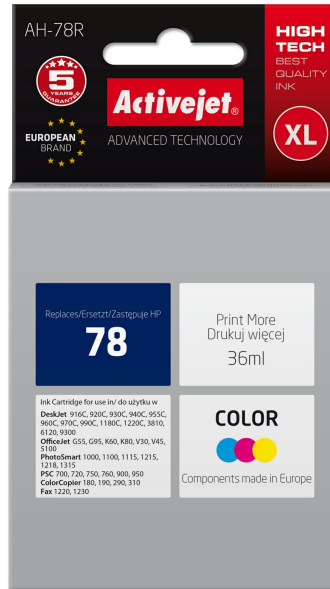 AH-78R
HIGH
TECH
BEST
QUALITY
INK
5
YEARS
GUARANTEE
Activejet®
EUROPEAN
BRAND
ADVANCED TECHNOLOGY
XL
Replaces/Ersetzt/Zastępuje HP
78
Print More
Drukuj więcej
36ml
Ink Cartridge for use in/ do użytku w
DeskJet 916C, 920C, 930C, 940C, 955C,
960C, 970C, 990C, 1180C, 1220C, 3810,
6120, 9300
OfficeJet G55, G95, K60, K80, V30, V45,
5100
PhotoSmart 1000, 1100, 1115, 1215,
1218, 1315
PSC 700, 720, 750, 760, 900, 950
ColorCopier 180, 190, 290, 310
Fax 1220, 1230
COLOR
Components made in Europe